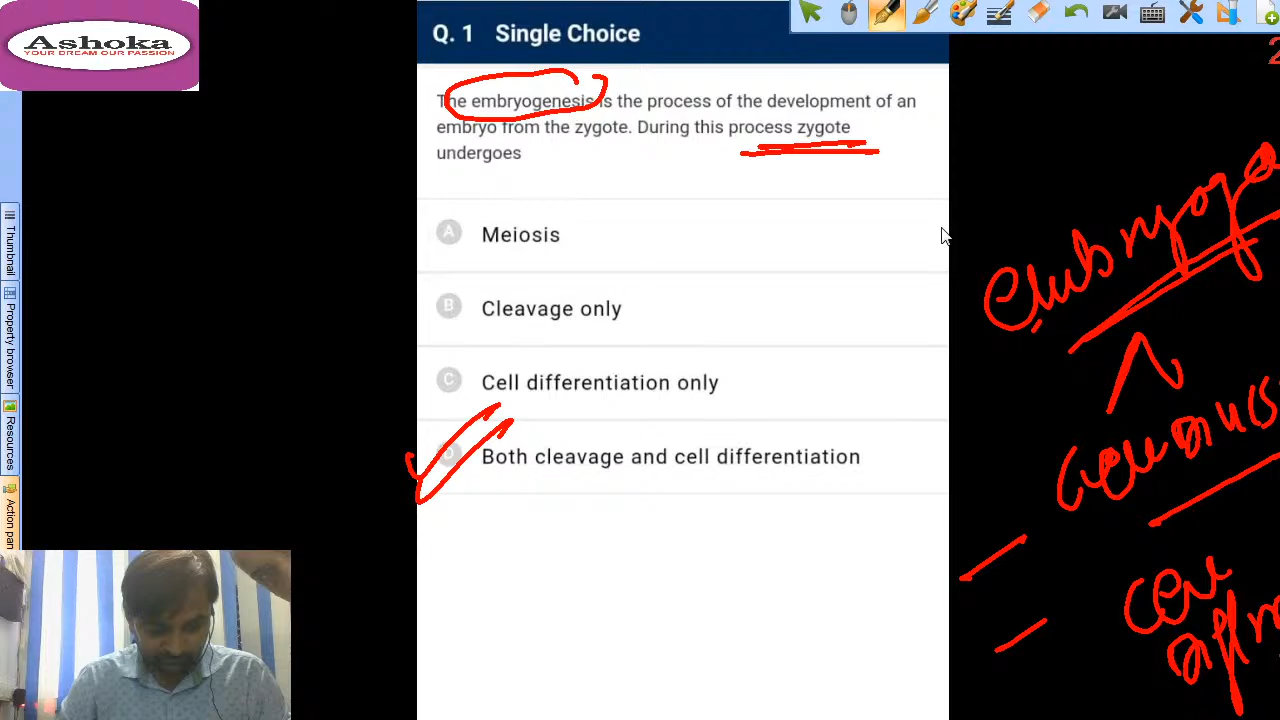 Ashoka
YOUR DREAM OUR PASSION
Q. 1 Single Choice
The embryogenesis is the process of the development of an
embryo from the zygote. During this process zygote
undergoes
A Meiosis
B Cleavage only
C Cell differentiation only
D Both cleavage and cell differentiation
Thumbnail
Property browser
Resources
Action pan
2